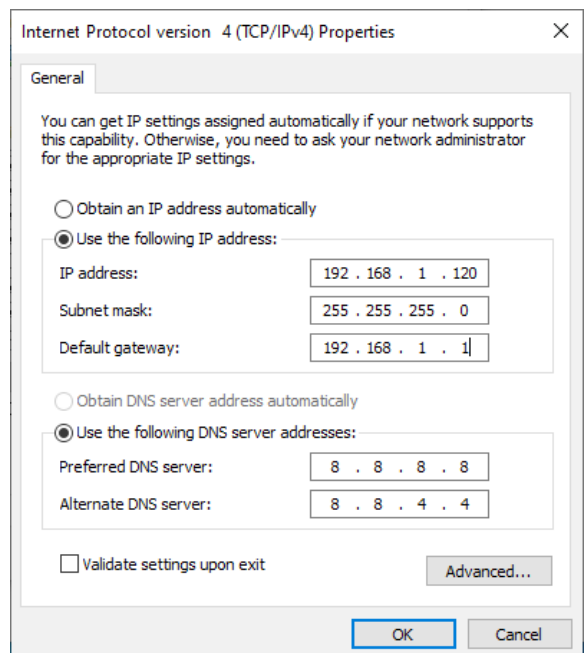 Internet Protocol version 4 (TCP/IPv4) Properties
General
You can get IP settings assigned automatically if your network supports
this capability. Otherwise, you need to ask your network administrator
for the appropriate IP settings.
Obtain an IP address automatically
Use the following IP address:
IP address: 192 . 168 . 1 . 120
Subnet mask: 255 . 255 . 255 . 0
Default gateway: 192 . 168 . 1 . 1
Obtain DNS server address automatically
Use the following DNS server addresses:
Preferred DNS server: 8 . 8 . 8 . 8
Alternate DNS server: 8 . 8 . 4 . 4
Validate settings upon exit
Advanced...
OK Cancel